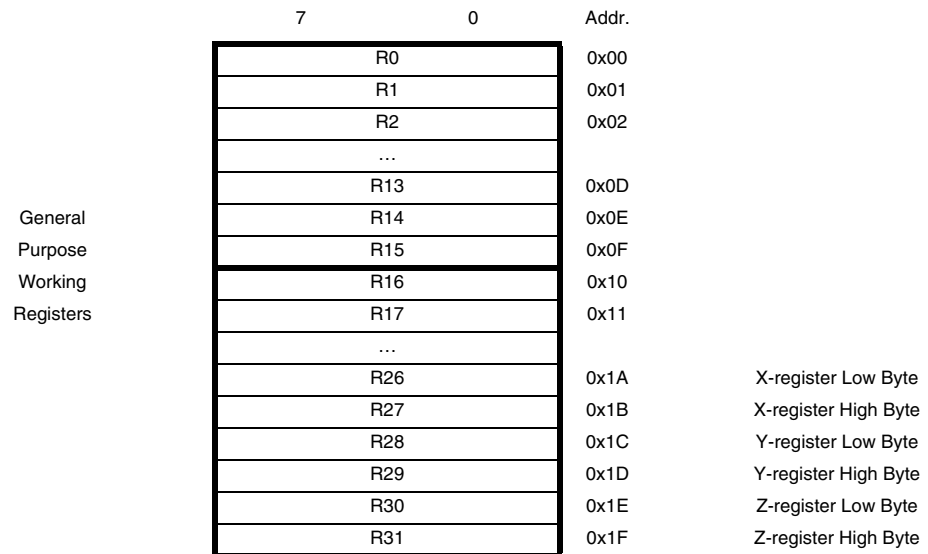 7 0 Addr.
R0 0x00
R1 0x01
R2 0x02
…
R13 0x0D
General R14 0x0E
Purpose R15 0x0F
Working R16 0x10
Registers R17 0x11
…
R26 0x1A X-register Low Byte
R27 0x1B X-register High Byte
R28 0x1C Y-register Low Byte
R29 0x1D Y-register High Byte
R30 0x1E Z-register Low Byte
R31 0x1F Z-register High Byte